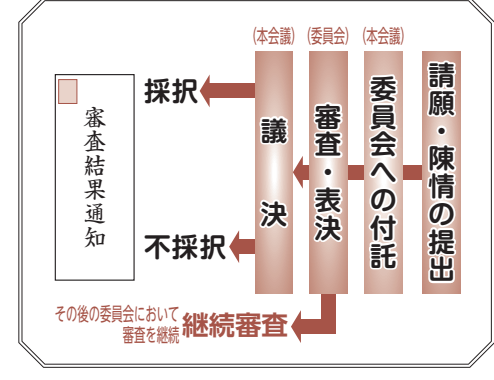 請願・陳情の提出
(本会議)
委員会への付託
(委員会)
審査・表決
(本会議)
議決
採択
不採択
審査結果通知
継続審査
その後の委員会において
審査を継続